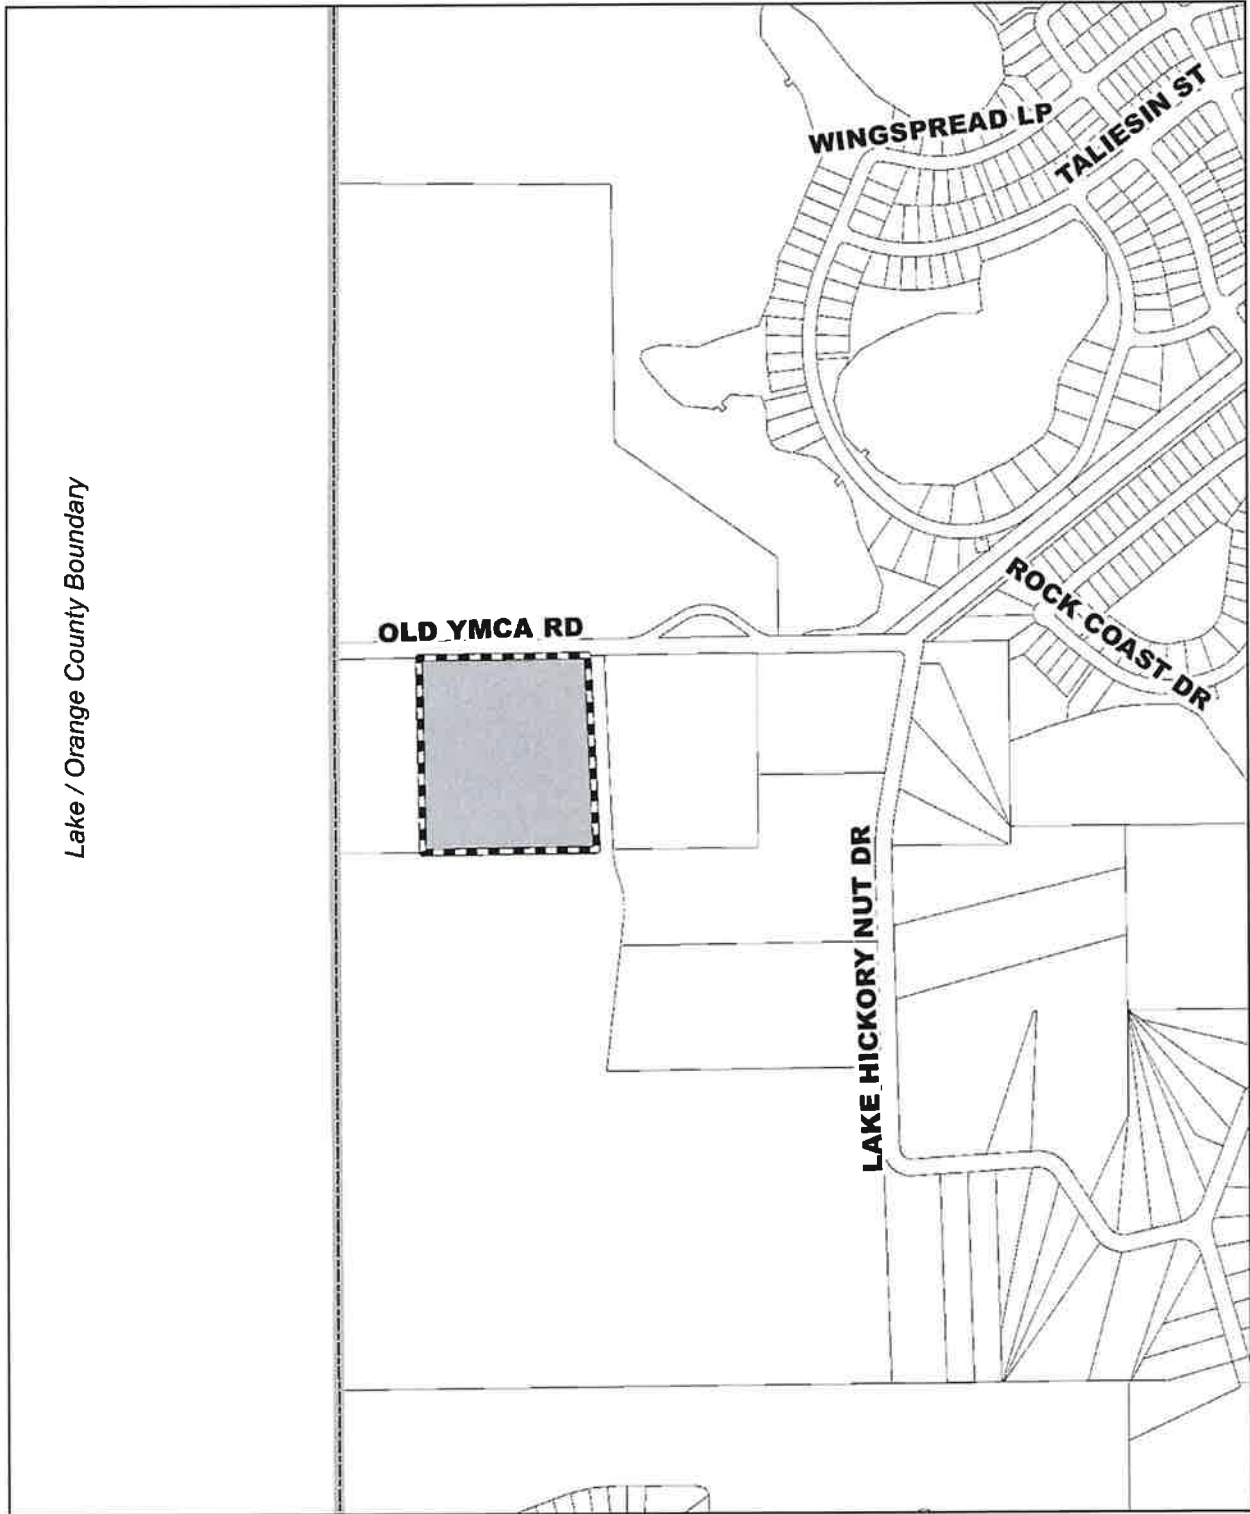 WINGSPREAD LP
TALIESIN ST
Lake / Orange County Boundary
OLD YMCA RD
ROCK COAST DR
LAKE HICKORY NUT DR